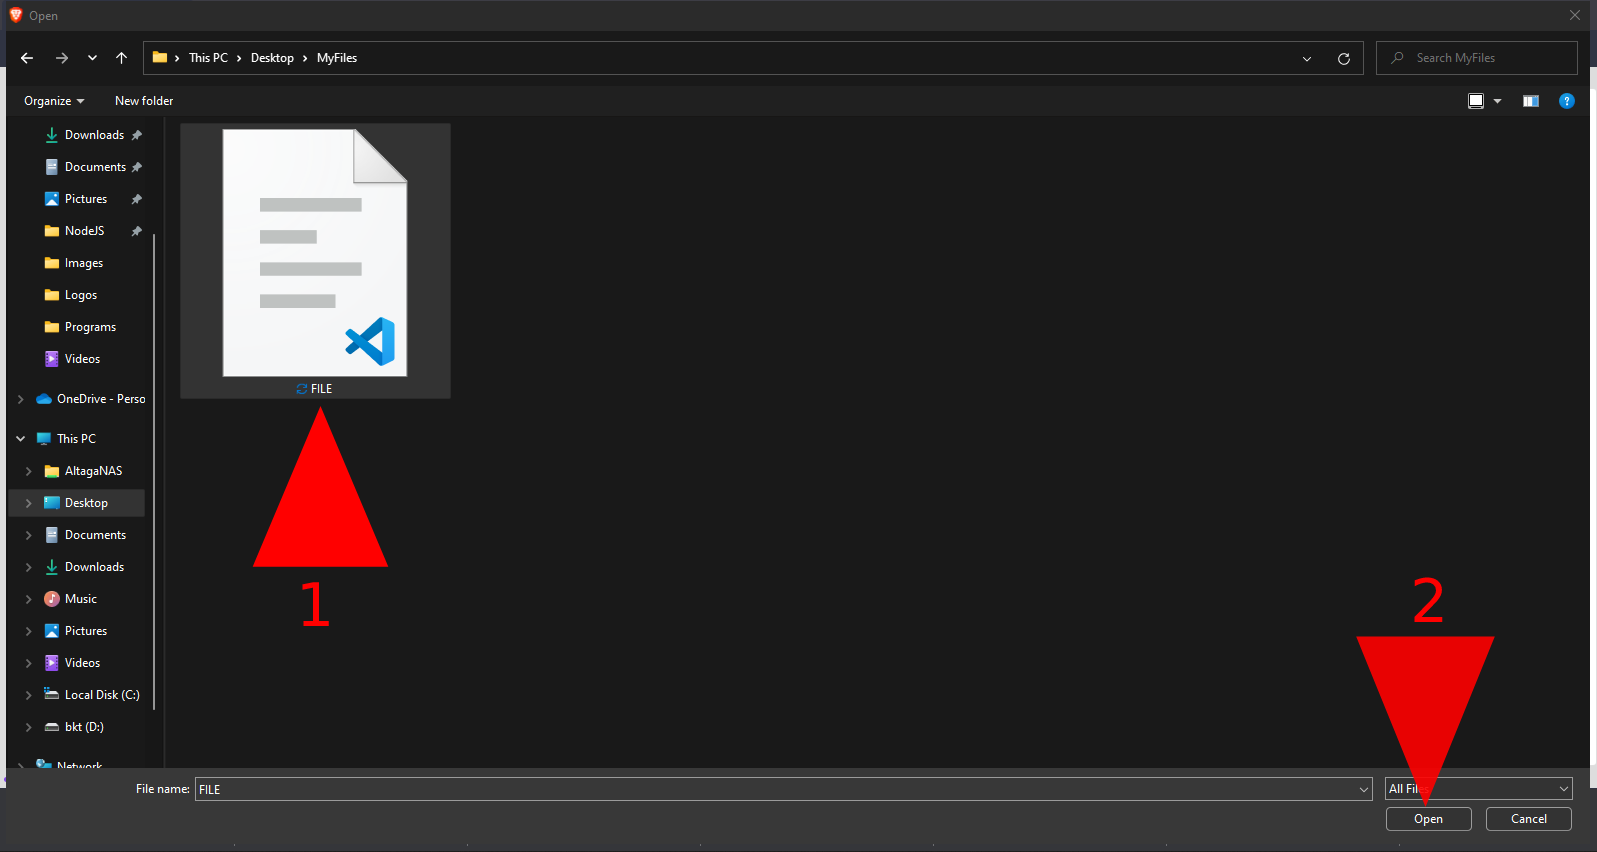 Open
This PC > Desktop > MyFiles
Search MyFiles
Organize
New folder
?
Downloads
Documents
Pictures
NodeJS
Images
Logos
Programs
Videos
OneDrive - Perso
This PC
AltagaNAS
Desktop
Documents
Downloads
Music
Pictures
Videos
Local Disk (C:)
bkt (D:)
Network
FILE
1
2
File name: FILE
All Files
Open
Cancel